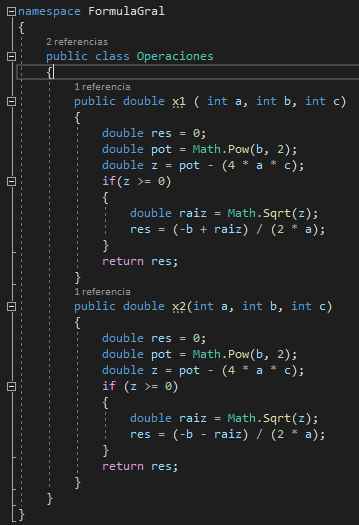 namespace FormulaGral
{
2 referencias
public class Operaciones
{
1 referencia
public double x1 ( int a, int b, int c)
{
double res = 0;
double pot = Math.Pow(b, 2);
double z = pot - (4 * a * c);
if(z >= 0)
{
double raiz = Math.Sqrt(z);
res = (-b + raiz) / (2 * a);
}
return res;
}
1 referencia
public double x2(int a, int b, int c)
{
double res = 0;
double pot = Math.Pow(b, 2);
double z = pot - (4 * a * c);
if (z >= 0)
{
double raiz = Math.Sqrt(z);
res = (-b - raiz) / (2 * a);
}
return res;
}
}
}